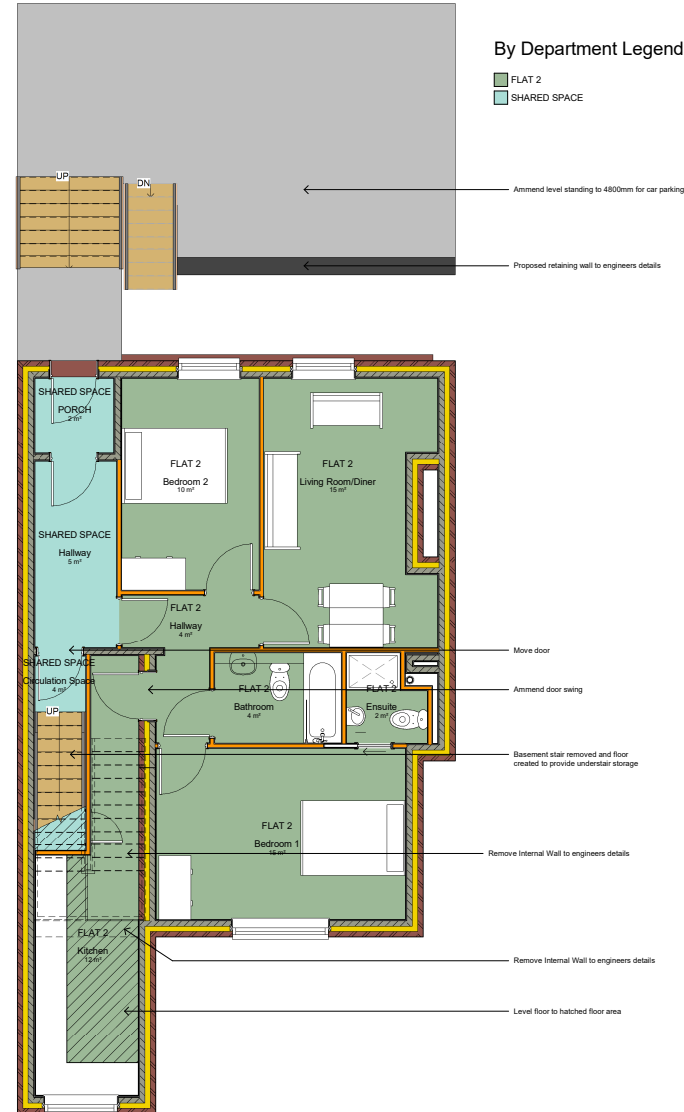 By Department Legend
FLAT 2
SHARED SPACE
UP
DN
Ammend level standing to 4800mm for car parking
Proposed retaining wall to engineers details
SHARED SPACE
PORCH
2 m²
FLAT 2
Bedroom 2
10 m²
FLAT 2
Living Room/Diner
15 m²
SHARED SPACE
Hallway
5 m²
FLAT 2
Hallway
4 m²
Move door
SHARED SPACE
Circulation Space
4 m²
FLAT 2
Bathroom
4 m²
FLAT 2
Ensuite
2 m²
Ammend door swing
UP
Basement stair removed and floor
created to provide understair storage
FLAT 2
Bedroom 1
15 m²
Remove Internal Wall to engineers details
FLAT 2
Kitchen
12 m²
Remove Internal Wall to engineers details
Level floor to hatched floor area